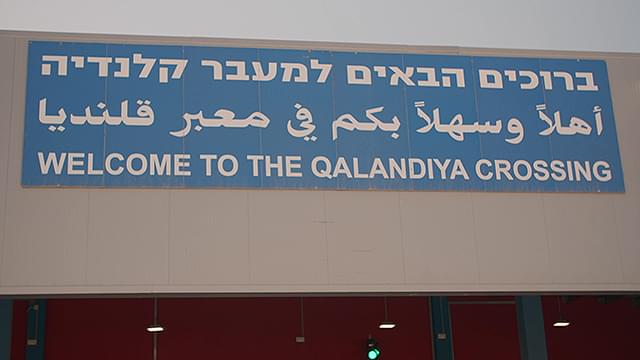 ברוכים הבאים למעבר קלנדיה
أهلاً وسهلاً بكم في معبر قلنديا
WELCOME TO THE QALANDIYA CROSSING